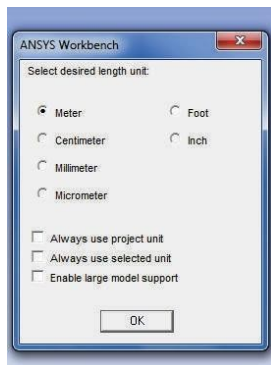 ANSYS Workbench
Select desired length unit:
Meter
Foot
Centimeter
Inch
Millimeter
Micrometer
Always use project unit
Always use selected unit
Enable large model support
OK